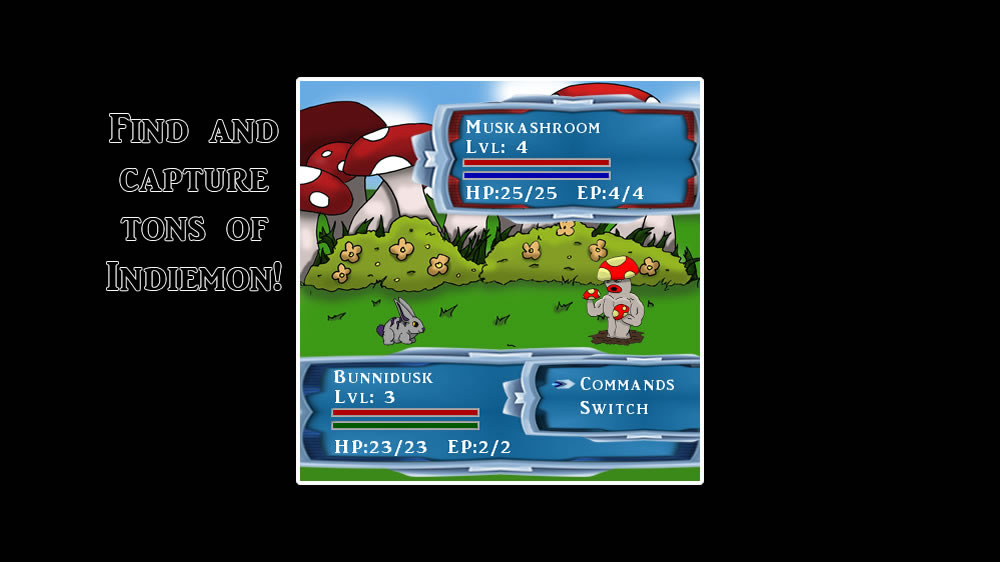 Find and
capture
tons of
Indiemon!
Muskashroom
Lvl: 4
HP:25/25 EP:4/4
Bunnidusk
Lvl: 3
HP:23/23 EP:2/2
Commands
Switch